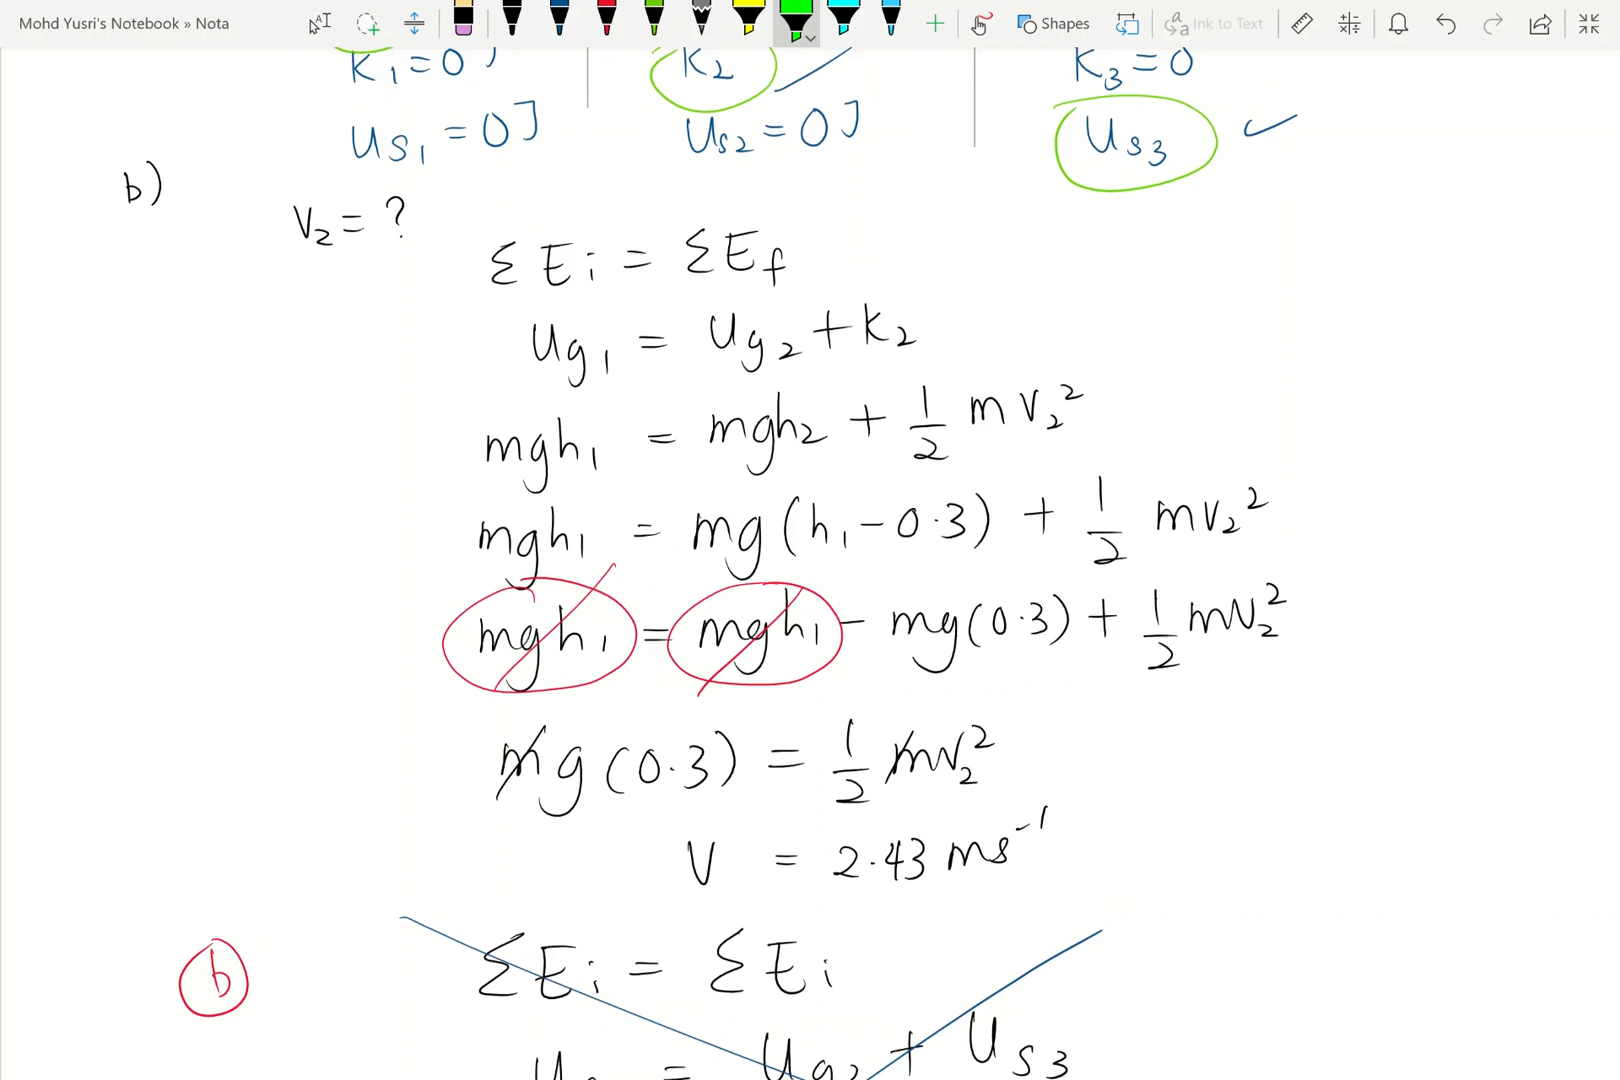 Mohd Yusri's Notebook » Nota
Shapes
Ink to Text
K₁ = 0 J
K₂
K₃ = 0
Us₁ = 0J
Us₂ = 0J
Us₃ ✓
b)
V₂ = ?
ΣEi = ΣEf
Ug₁ = Ug₂ + K₂
mgh₁ = mgh₂ + 1/2 mV₂²
mgh₁ = mg(h₁ - 0.3) + 1/2 mV₂²
mgh₁ = mgh₁ - mg(0.3) + 1/2 mV₂²
mg(0.3) = 1/2 mV₂²
V = 2.43 ms⁻¹
b
ΣEi = ΣEi
= Ug₂ + Us₃